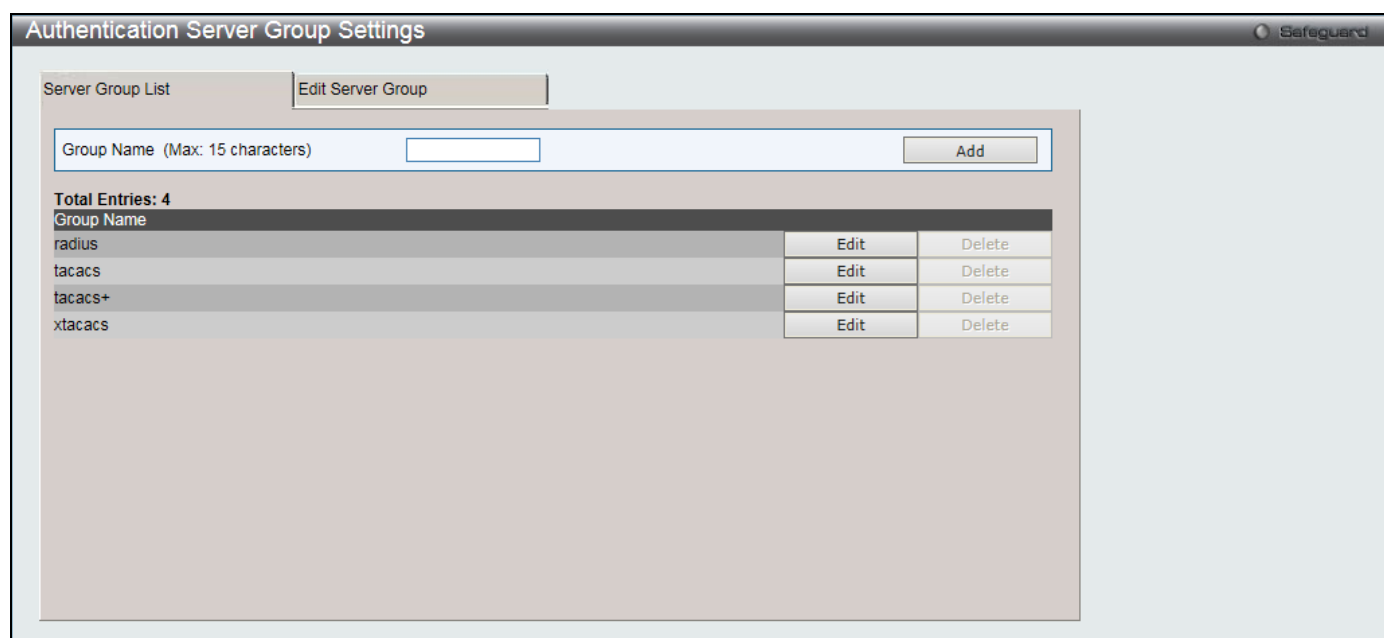 Authentication Server Group Settings
Safeguard
Server Group List
Edit Server Group
Group Name (Max: 15 characters)
Add
Total Entries: 4
Group Name
radius Edit Delete
tacacs Edit Delete
tacacs+ Edit Delete
xtacacs Edit Delete